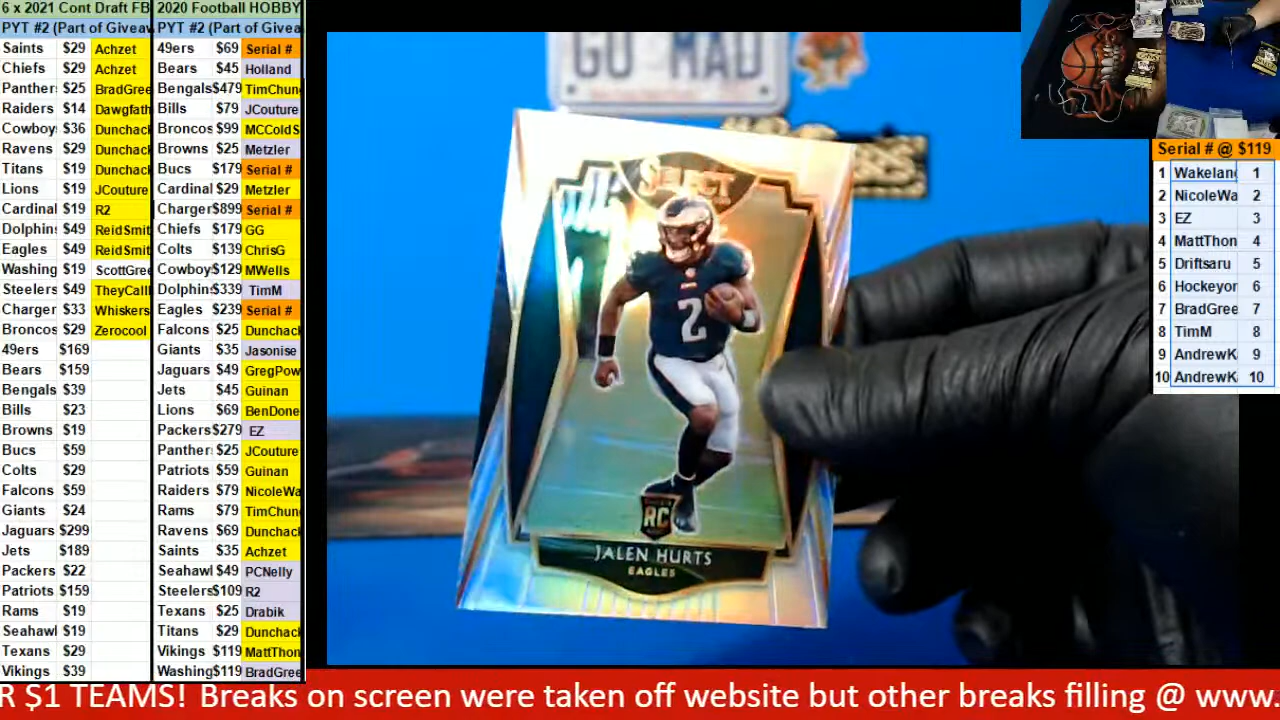 6 x 2021 Cont Draft FB
PYT #2 (Part of Giveaw
Saints $29 Achzet
Chiefs $29 Achzet
Panther $25 BradGree
Raiders $14 Dawgfath
Cowboy $36 Dunchack
Ravens $29 Dunchack
Titans $19 Dunchack
Lions $19 JCouture
Cardinal $19 R2
Dolphins $49 ReidSmit
Eagles $49 ReidSmit
Washing $19 ScottGree
Steelers $49 TheyCall
Charger $33 Whiskers
Broncos $29 Zerocool
49ers $169
Bears $159
Bengals $39
Bills $23
Browns $19
Bucs $59
Colts $29
Falcons $59
Giants $24
Jaguars $299
Jets $189
Packers $22
Patriots $159
Rams $19
Seahawl $19
Texans $29
Vikings $39
2020 Football HOBBY
PYT #2 (Part of Givea
49ers $69 Serial #
Bears $45 Holland
Bengals $479 TimChung
Bills $79 JCouture
Broncos $99 MCColdS
Browns $25 Metzler
Bucs $179 Serial #
Cardinal $29 Metzler
Charger $899 Serial #
Chiefs $179 GG
Colts $139 ChrisG
Cowboy $129 MWells
Dolphin $339 TimM
Eagles $239 Serial #
Falcons $25 Dunchack
Giants $35 Jasonise
Jaguars $49 GregPow
Jets $45 Guinan
Lions $69 BenDone
Packers $279 EZ
Panther $25 JCouture
Patriots $59 Guinan
Raiders $79 NicoleWa
Rams $79 TimChung
Ravens $69 Dunchack
Saints $35 Achzet
Seahawl $49 PCNelly
Steelers $109 R2
Texans $25 Drabik
Titans $29 Dunchack
Vikings $119 MattThon
Washing $119 BradGree
GO MAD
SELECT
2
RC
JALEN HURTS
EAGLES
Serial # @ $119
1 Wakelan 1
2 NicoleWa 2
3 EZ 3
4 MattThon 4
5 Driftsaru 5
6 Hockeyor 6
7 BradGree 7
8 TimM 8
9 AndrewK 9
10 AndrewK 10
R $1 TEAMS! Breaks on screen were taken off website but other breaks filling @ www.